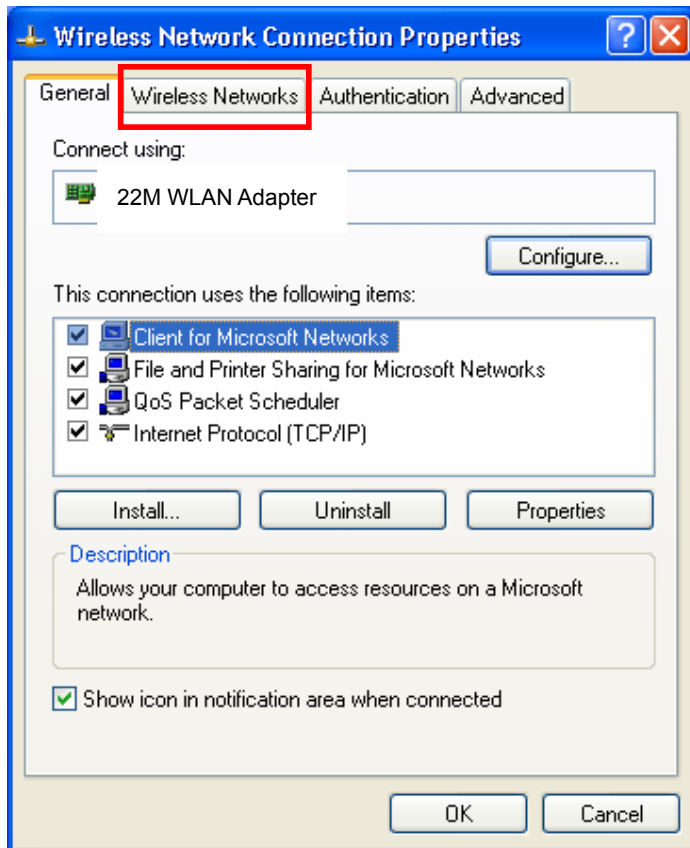 Wireless Network Connection Properties
General Wireless Networks Authentication Advanced
Connect using:
22M WLAN Adapter
Configure...
This connection uses the following items:
Client for Microsoft Networks
File and Printer Sharing for Microsoft Networks
QoS Packet Scheduler
Internet Protocol (TCP/IP)
Install... Uninstall Properties
Description
Allows your computer to access resources on a Microsoft
network.
Show icon in notification area when connected
OK Cancel